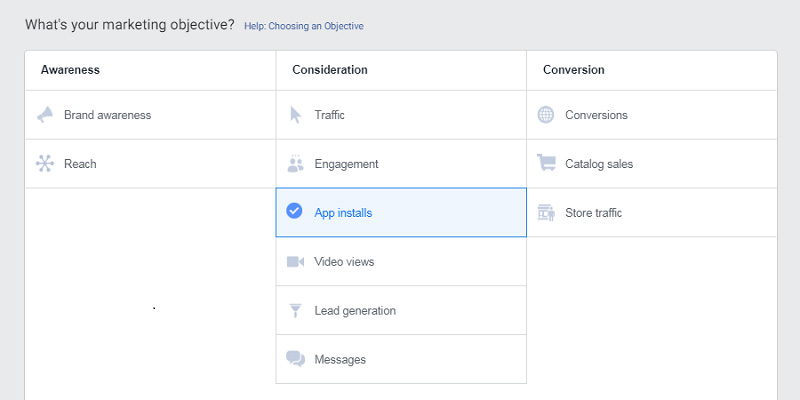 What's your marketing objective? Help: Choosing an Objective
Awareness Consideration Conversion
Brand awareness Traffic Conversions
Reach Engagement Catalog sales
App installs Store traffic
Video views
Lead generation
Messages